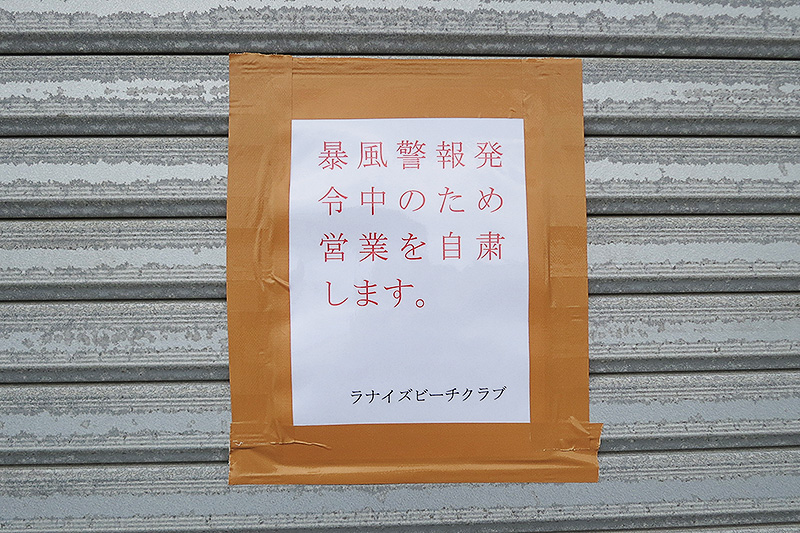 暴風警報発
令中のため
営業を自粛
します。
ラナイズビーチクラブ